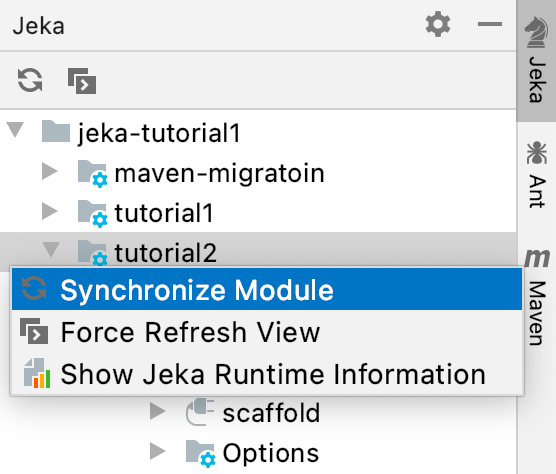 Jeka
jeka-tutorial1
maven-migratoin
tutorial1
tutorial2
Synchronize Module
Force Refresh View
Show Jeka Runtime Information
scaffold
Options
Jeka
Ant
m
Maven